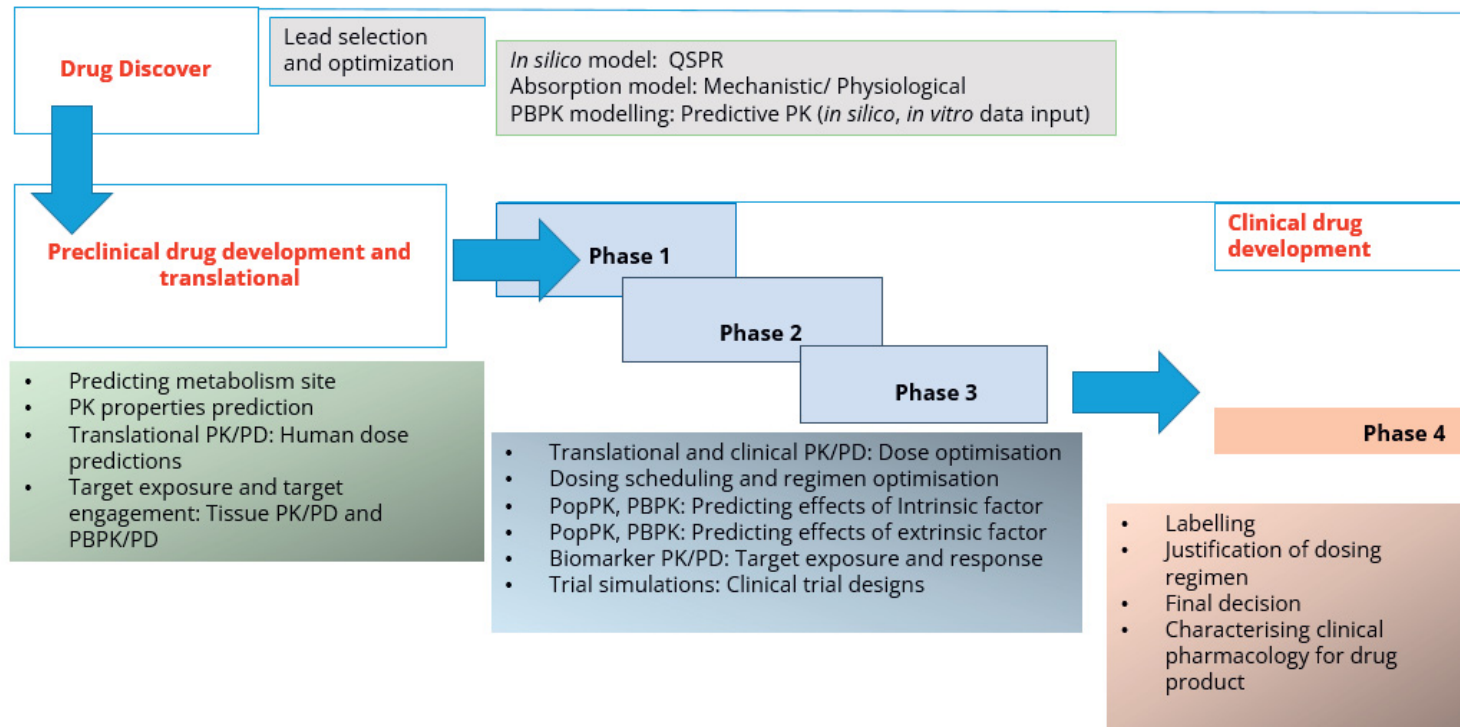 Drug Discover
Lead selection
and optimization
In silico model:  QSPR
Absorption model: Mechanistic/ Physiological
PBPK modelling: Predictive PK (in silico, in vitro data input)
Preclinical drug development and
translational
Phase 1
Phase 2
Phase 3
Clinical drug
development
Phase 4
• Predicting metabolism site
• PK properties prediction
• Translational PK/PD: Human dose
predictions
• Target exposure and target
engagement: Tissue PK/PD and
PBPK/PD
• Translational and clinical PK/PD: Dose optimisation
• Dosing scheduling and regimen optimisation
• PopPK, PBPK: Predicting effects of Intrinsic factor
• PopPK, PBPK: Predicting effects of extrinsic factor
• Biomarker PK/PD: Target exposure and response
• Trial simulations: Clinical trial designs
• Labelling
• Justification of dosing
regimen
• Final decision
• Characterising clinical
pharmacology for drug
product